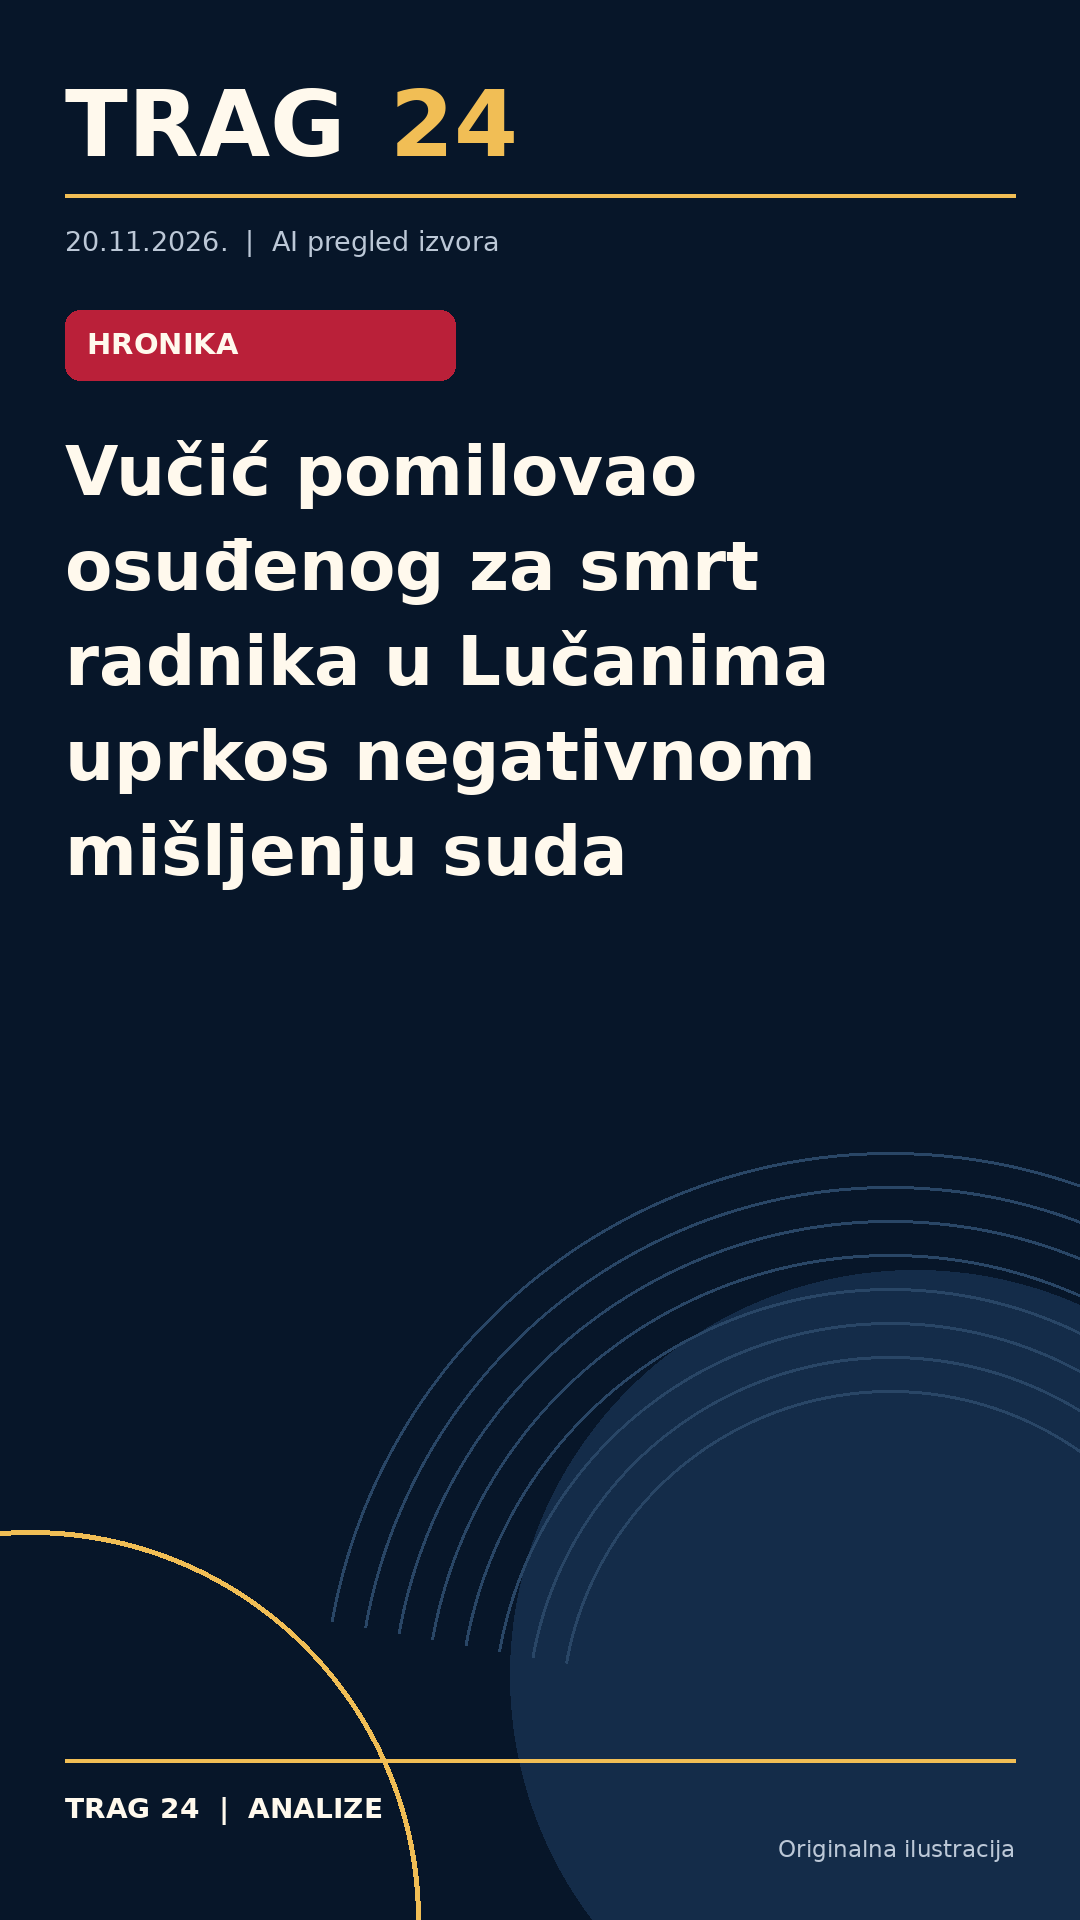 TRAG 24
20.11.2026. | AI pregled izvora
HRONIKA
Vučić pomilovao
osuđenog za smrt
radnika u Lučanima
uprkos negativnom
mišljenju suda
TRAG 24 | ANALIZE
Originalna ilustracija